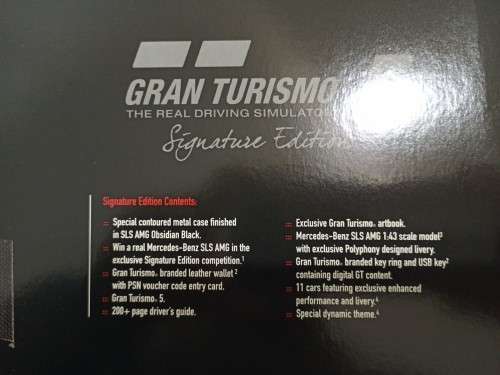 GRAN TURISMO
THE REAL DRIVING SIMULATOR
Signature Edition
Signature Edition Contents:
:: Special contoured metal case finished
in SLS AMG Obsidian Black.
:: Win a real Mercedes-Benz SLS AMG in the
exclusive Signature Edition competition.¹
:: Gran Turismo® branded leather wallet ²
with PSN voucher code entry card.
:: Gran Turismo® 5.
:: 200+ page driver's guide.
:: Exclusive Gran Turismo® artbook.
:: Mercedes-Benz SLS AMG 1:43 scale model³
with exclusive Polyphony designed livery.
:: Gran Turismo® branded key ring and USB key²
containing digital GT content.
:: 11 cars featuring exclusive enhanced
performance and livery.⁴
:: Special dynamic theme.⁴